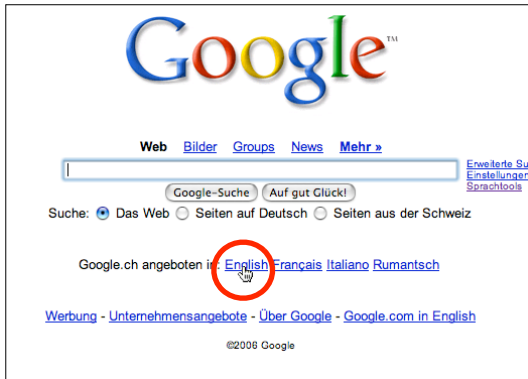 Google™
Web Bilder Groups News Mehr »
Erweiterte Su
Einstellungen
Sprachtools
Google-Suche Auf gut Glück!
Suche: Das Web Seiten auf Deutsch Seiten aus der Schweiz
Google.ch angeboten in: English Français Italiano Rumantsch
Werbung - Unternehmensangebote - Über Google - Google.com in English
©2006 Google